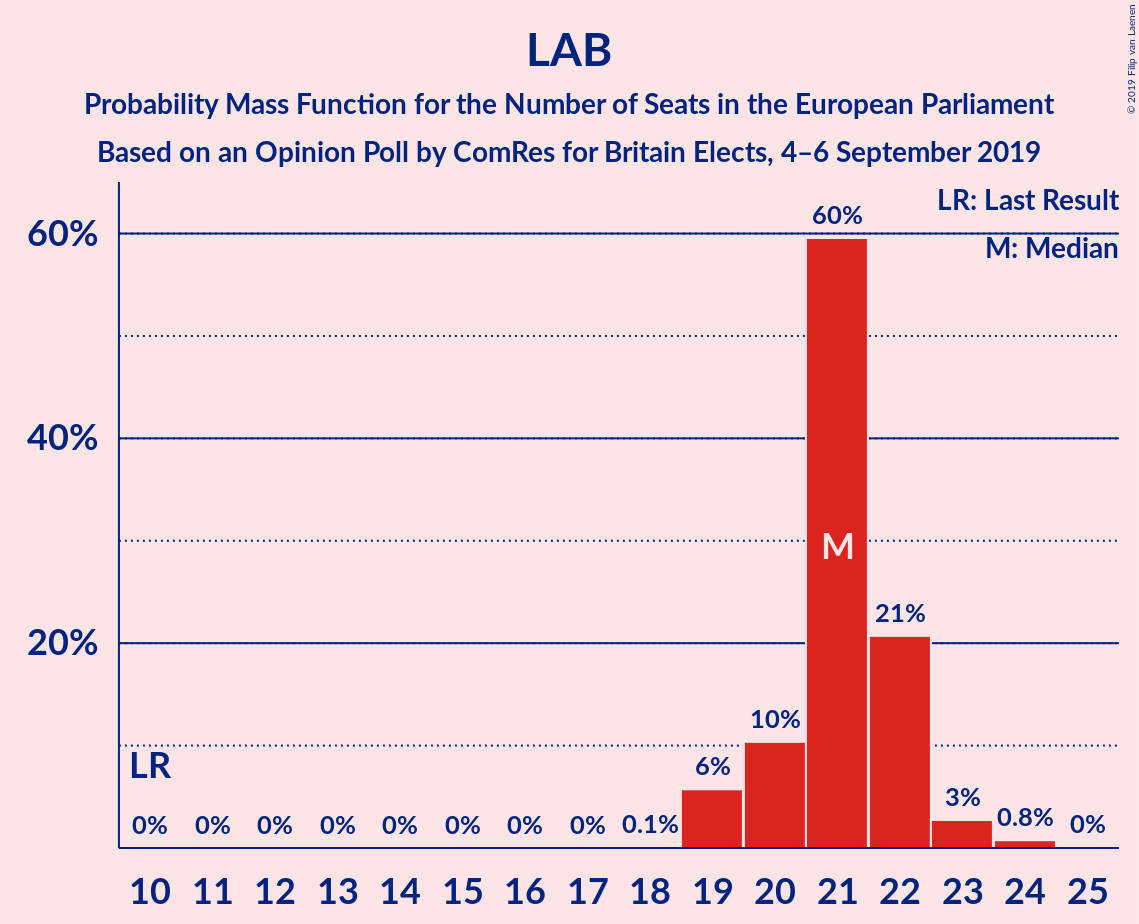 LAB
Probability Mass Function for the Number of Seats in the European Parliament
Based on an Opinion Poll by ComRes for Britain Elects, 4–6 September 2019
© 2019 Filip van Laenen
LR: Last Result
M: Median
60%
40%
20%
60%
M
21%
10%
6%
3%
0.8%
0%
LR
0% 0% 0% 0% 0% 0% 0% 0% 0.1%
10 11 12 13 14 15 16 17 18 19 20 21 22 23 24 25